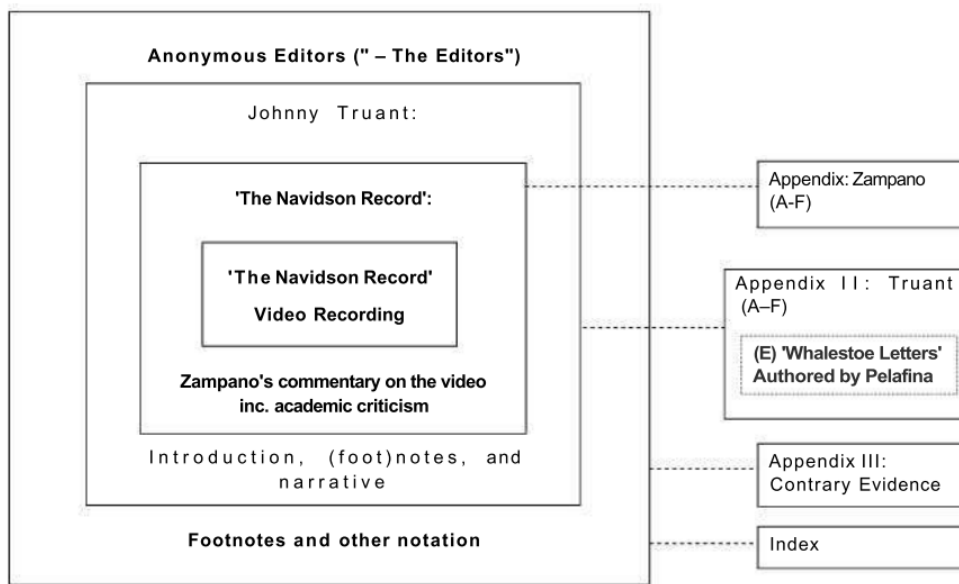 Anonymous Editors (" – The Editors")
Johnny Truant:
'The Navidson Record':
'The Navidson Record'
Video Recording
Zampano's commentary on the video
inc. academic criticism
Introduction, (foot)notes, and
narrative
Footnotes and other notation
Appendix: Zampano
(A-F)
Appendix II: Truant
(A–F)
(E) 'Whalestoe Letters'
Authored by Pelafina
Appendix III:
Contrary Evidence
Index